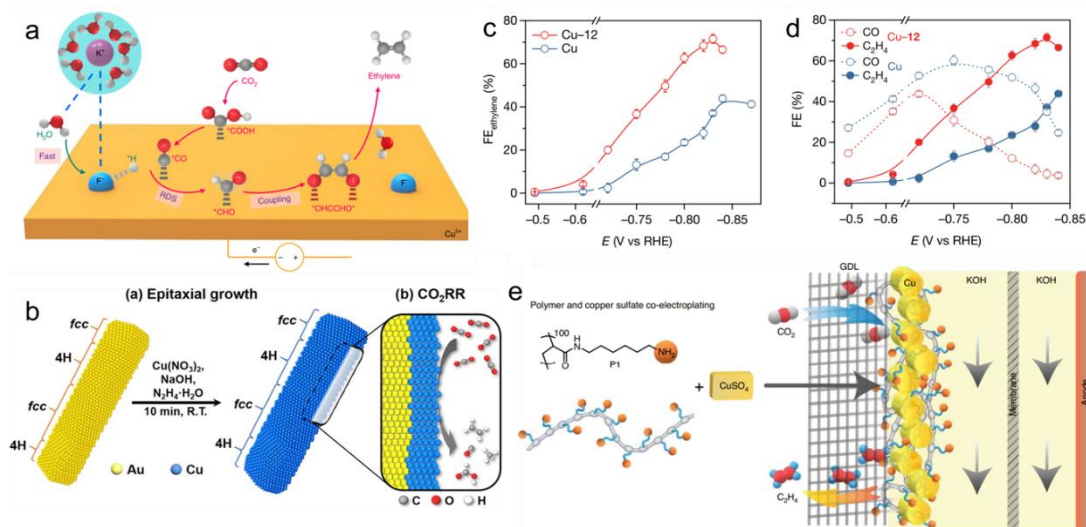 a
K⁺
H₂O
Fast
*H
F⁻
RDS
*CO
CO₂
*COOH
*CHO
Coupling
*OHCCHO*
Ethylene
F⁻
Cuᵟ⁺
e⁻
− +
c
FEethylene (%)
80
60
40
20
0
Cu–12
Cu
−0.5 −0.6 −0.75 −0.80 −0.85
E (V vs RHE)
d
FE (%)
80
60
40
20
0
CO Cu–12
C₂H₄
CO Cu
C₂H₄
−0.5 −0.6 −0.75 −0.80 −0.85
E (V vs RHE)
b
(a) Epitaxial growth
(b) CO₂RR
fcc
4H
fcc
4H
Cu(NO₃)₂,
NaOH,
N₂H₄·H₂O
10 min, R.T.
fcc
4H
fcc
4H
Au Cu
C O H
e
Polymer and copper sulfate co-electroplating
100
O
N
H
NH₂
P1
+
CuSO₄
GDL
Cu
KOH
KOH
CO₂
C₂H₄
Membrane
Anode